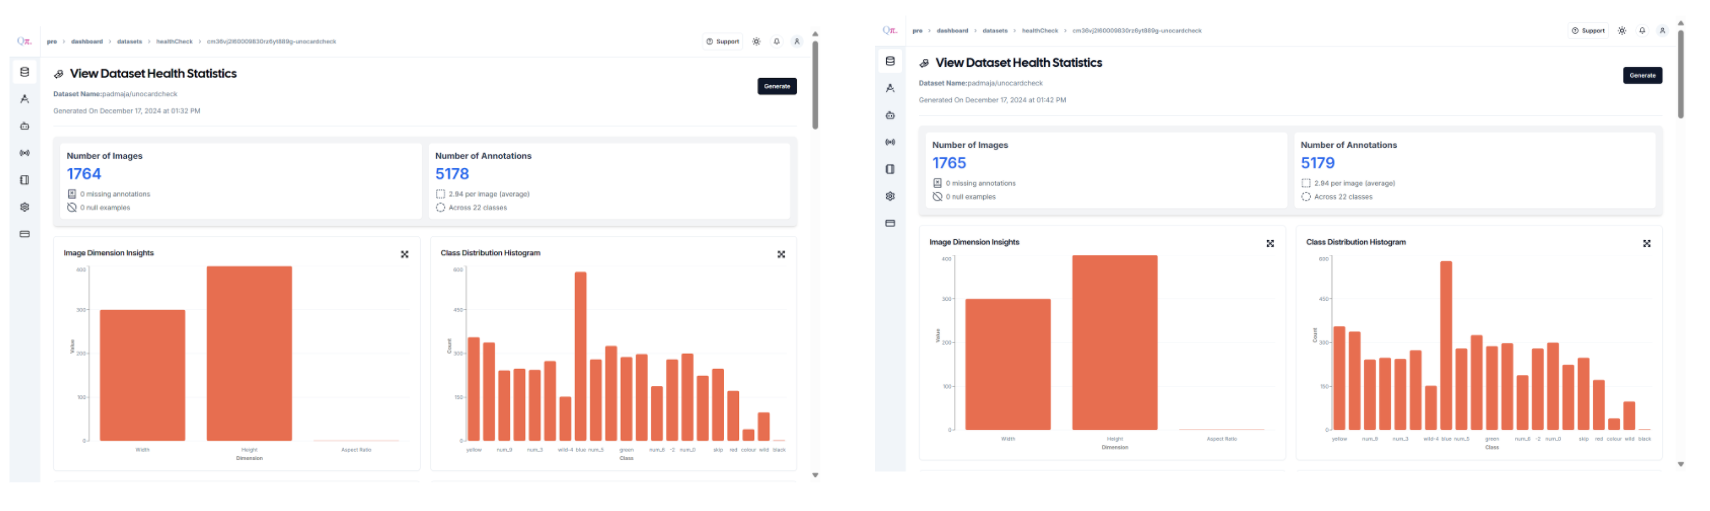 Qπ.
pro > dashboard > datasets > healthCheck > cm36vj2l60009830rz6yt889g-unocardcheck
Support
View Dataset Health Statistics
Dataset Name:padmaja/unocardcheck
Generate
Generated On December 17, 2024 at 01:32 PM
Number of Images
1764
0 missing annotations
0 null examples
Number of Annotations
5178
2.94 per image (average)
Across 22 classes
Image Dimension Insights
400
300
200
100
0
Value
Width
Height
Aspect Ratio
Dimension
Class Distribution Histogram
600
450
300
150
0
Count
yellow num_9 num_3 wild-4 blue num_5 green num_6 -2 num_0 skip red colour wild black
Class
Qπ.
pro > dashboard > datasets > healthCheck > cm36vj2l60009830rz6yt889g-unocardcheck
Support
View Dataset Health Statistics
Dataset Name:padmaja/unocardcheck
Generate
Generated On December 17, 2024 at 01:42 PM
Number of Images
1765
0 missing annotations
0 null examples
Number of Annotations
5179
2.94 per image (average)
Across 22 classes
Image Dimension Insights
400
300
200
100
0
Value
Width
Height
Aspect Ratio
Dimension
Class Distribution Histogram
600
450
300
150
0
Count
yellow num_9 num_3 wild-4 blue num_5 green num_6 -2 num_0 skip red colour wild black
Class